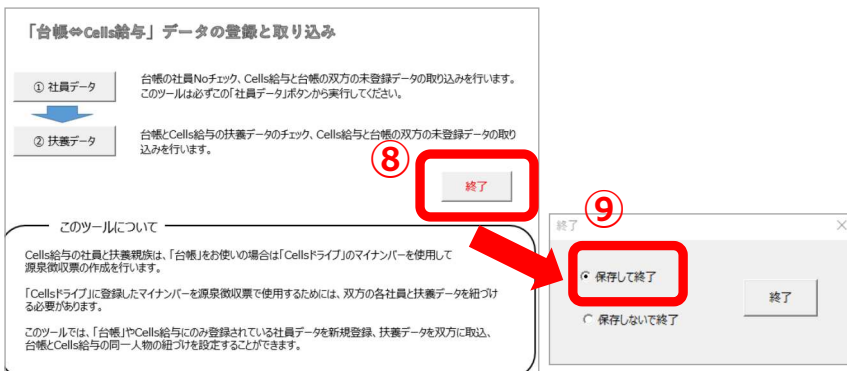 「台帳⇔Cells給与」データの登録と取り込み
① 社員データ
台帳の社員Noチェック、Cells給与と台帳の双方の未登録データの取り込みを行います。
このツールは必ずこの「社員データ」ボタンから実行してください。
② 扶養データ
台帳とCells給与の扶養データのチェック、Cells給与と台帳の双方の未登録データの取り
込みを行います。
⑧
終了
このツールについて
Cells給与の社員と扶養親族は、「台帳」をお使いの場合は「Cellsドライブ」のマイナンバーを使用して
源泉徴収票の作成を行います。
「Cellsドライブ」に登録したマイナンバーを源泉徴収票で使用するためには、双方の各社員と扶養データを紐づけ
る必要があります。
このツールでは、「台帳」やCells給与にのみ登録されている社員データを新規登録、扶養データを双方に取込、
台帳とCells給与の同一人物の紐づけを設定することができます。
⑨
終了
保存して終了
保存しないで終了
終了